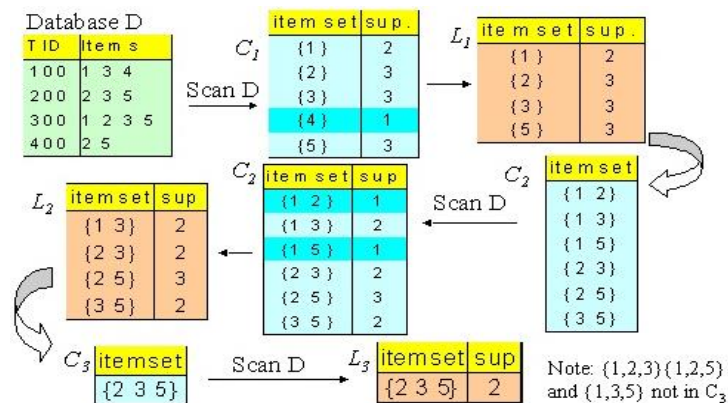 Database D
TID Items
100 1 3 4
200 2 3 5
300 1 2 3 5
400 2 5
Scan D
C1
itemset sup.
{1} 2
{2} 3
{3} 3
{4} 1
{5} 3
L1
itemset sup.
{1} 2
{2} 3
{3} 3
{5} 3
C2
itemset
{1 2}
{1 3}
{1 5}
{2 3}
{2 5}
{3 5}
Scan D
C2
itemset sup
{1 2} 1
{1 3} 2
{1 5} 1
{2 3} 2
{2 5} 3
{3 5} 2
L2
itemset sup
{1 3} 2
{2 3} 2
{2 5} 3
{3 5} 2
C3
itemset
{2 3 5}
Scan D
L3
itemset sup
{2 3 5} 2
Note: {1,2,3}{1,2,5}
and {1,3,5} not in C3